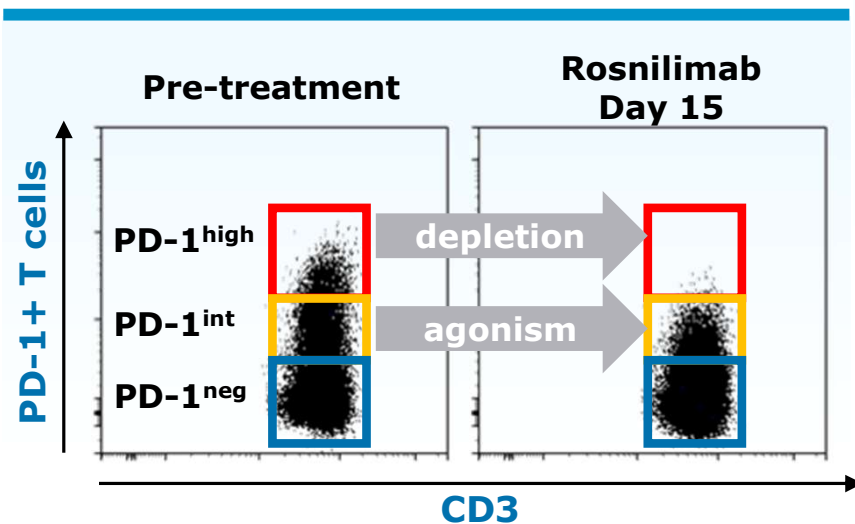 Pre-treatment
Rosnilimab
Day 15
PD-1+ T cells
PD-1high
depletion
PD-1int
agonism
PD-1neg
CD3